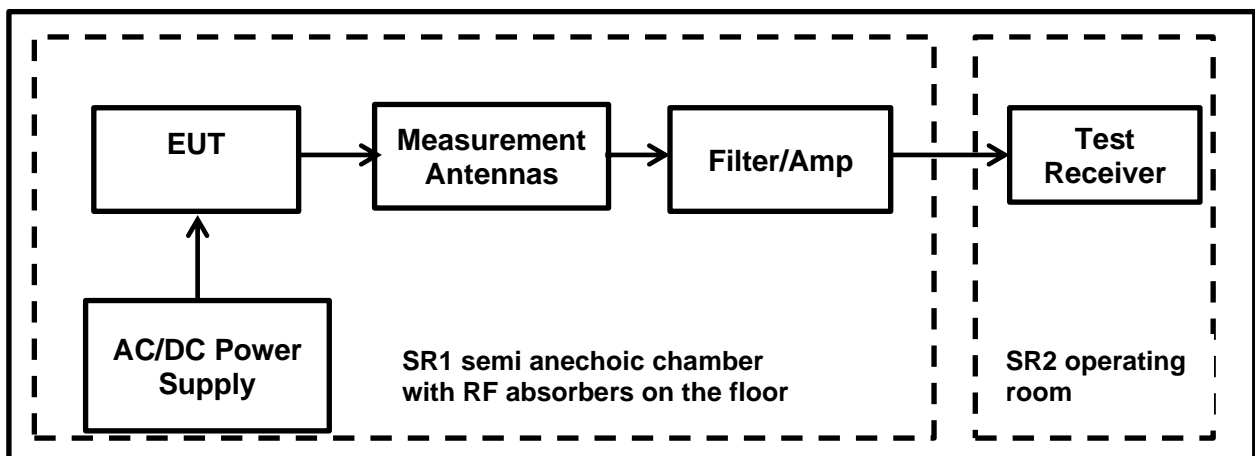 EUT
Measurement
Antennas
Filter/Amp
Test
Receiver
AC/DC Power
Supply
SR1 semi anechoic chamber
with RF absorbers on the floor
SR2 operating
room